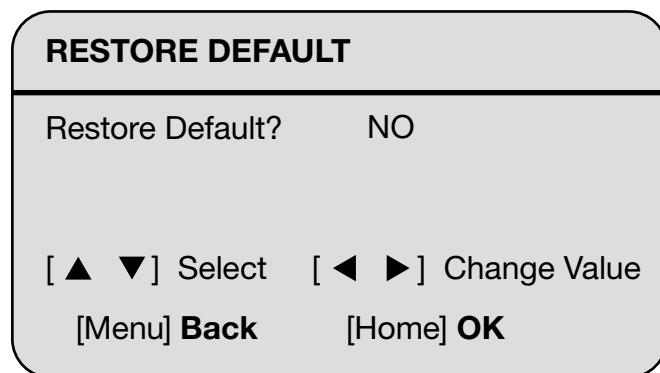 RESTORE DEFAULT
Restore Default? NO
[ ▲ ▼ ] Select [ ◀ ▶ ] Change Value
[Menu] Back [Home] OK